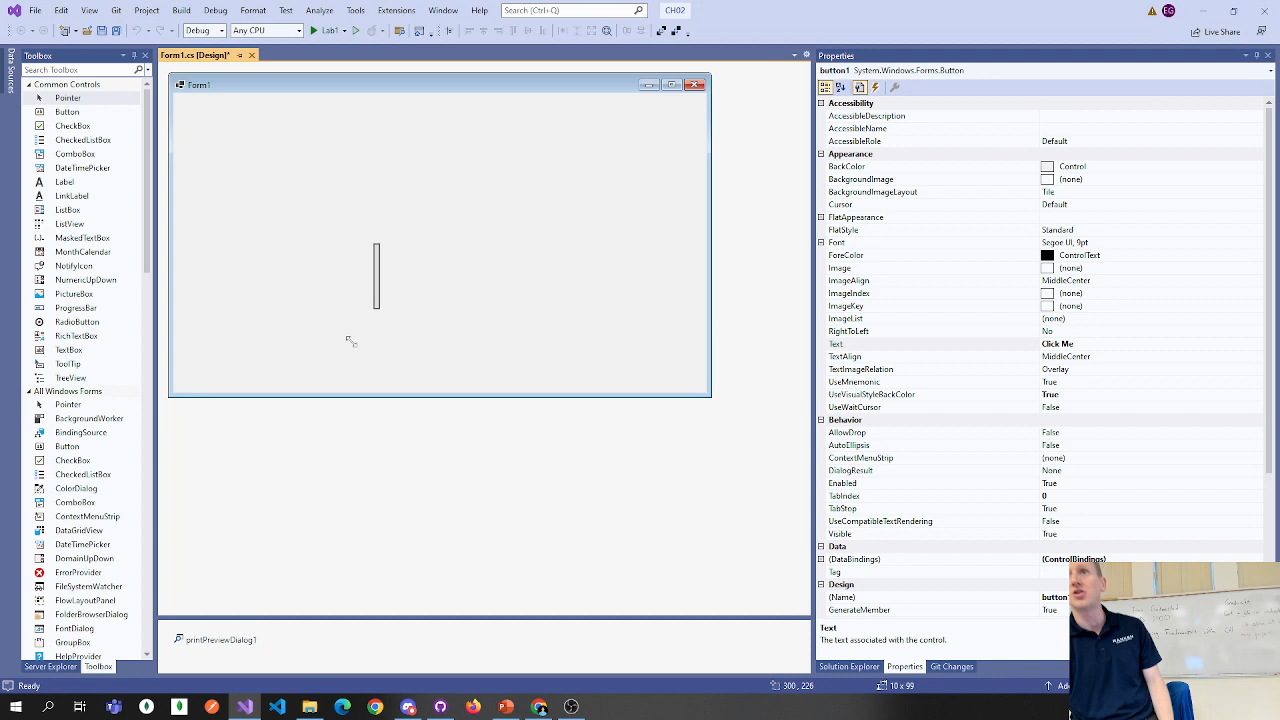 File Edit View Git Project Build Debug Format Test Analyze Tools Extensions Window Help Search (Ctrl+Q) CH02 EG
Debug Any CPU Lab1 Live Share
Data Sources
Toolbox
Search Toolbox
Common Controls
Pointer
Button
CheckBox
CheckedListBox
ComboBox
DateTimePicker
Label
LinkLabel
ListBox
ListView
MaskedTextBox
MonthCalendar
NotifyIcon
NumericUpDown
PictureBox
ProgressBar
RadioButton
RichTextBox
TextBox
ToolTip
TreeView
All Windows Forms
Pointer
BackgroundWorker
BindingSource
Button
CheckBox
CheckedListBox
ColorDialog
ComboBox
ContextMenuStrip
DataGridView
DateTimePicker
DomainUpDown
ErrorProvider
FileSystemWatcher
FlowLayoutPanel
FolderBrowserDialog
FontDialog
GroupBox
HelpProvider
Server Explorer Toolbox
Form1.cs [Design]*
Form1
printPreviewDialog1
Properties
button1 System.Windows.Forms.Button
Accessibility
AccessibleDescription
AccessibleName
AccessibleRole Default
Appearance
BackColor Control
BackgroundImage (none)
BackgroundImageLayout Tile
Cursor Default
FlatAppearance
FlatStyle Standard
Font Segoe UI, 9pt
ForeColor ControlText
Image (none)
ImageAlign MiddleCenter
ImageIndex (none)
ImageKey (none)
ImageList (none)
RightToLeft No
Text Click Me
TextAlign MiddleCenter
TextImageRelation Overlay
UseMnemonic True
UseVisualStyleBackColor True
UseWaitCursor False
Behavior
AllowDrop False
AutoEllipsis False
ContextMenuStrip (none)
DialogResult None
Enabled True
TabIndex 0
TabStop True
UseCompatibleTextRendering False
Visible True
Data
(DataBindings) (ControlBindings)
Tag
Design
(Name) button
GenerateMember True
Text
The text associated with the control.
Solution Explorer Properties Git Changes
Ready 300 , 226 10 x 99
RANKEN